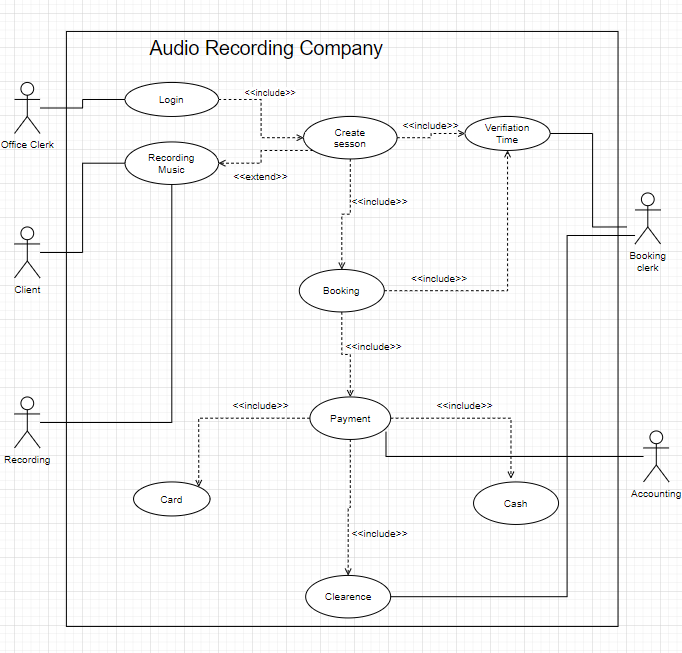 Audio Recording Company
Login
<<include>>
Office Clerk
Create
sesson
<<include>>
Verifiation
Time
Recording
Music
<<extend>>
<<include>>
Client
Booking
clerk
Booking
<<include>>
<<include>>
Recording
<<include>>
Payment
<<include>>
Accounting
Card
Cash
<<include>>
Clearence